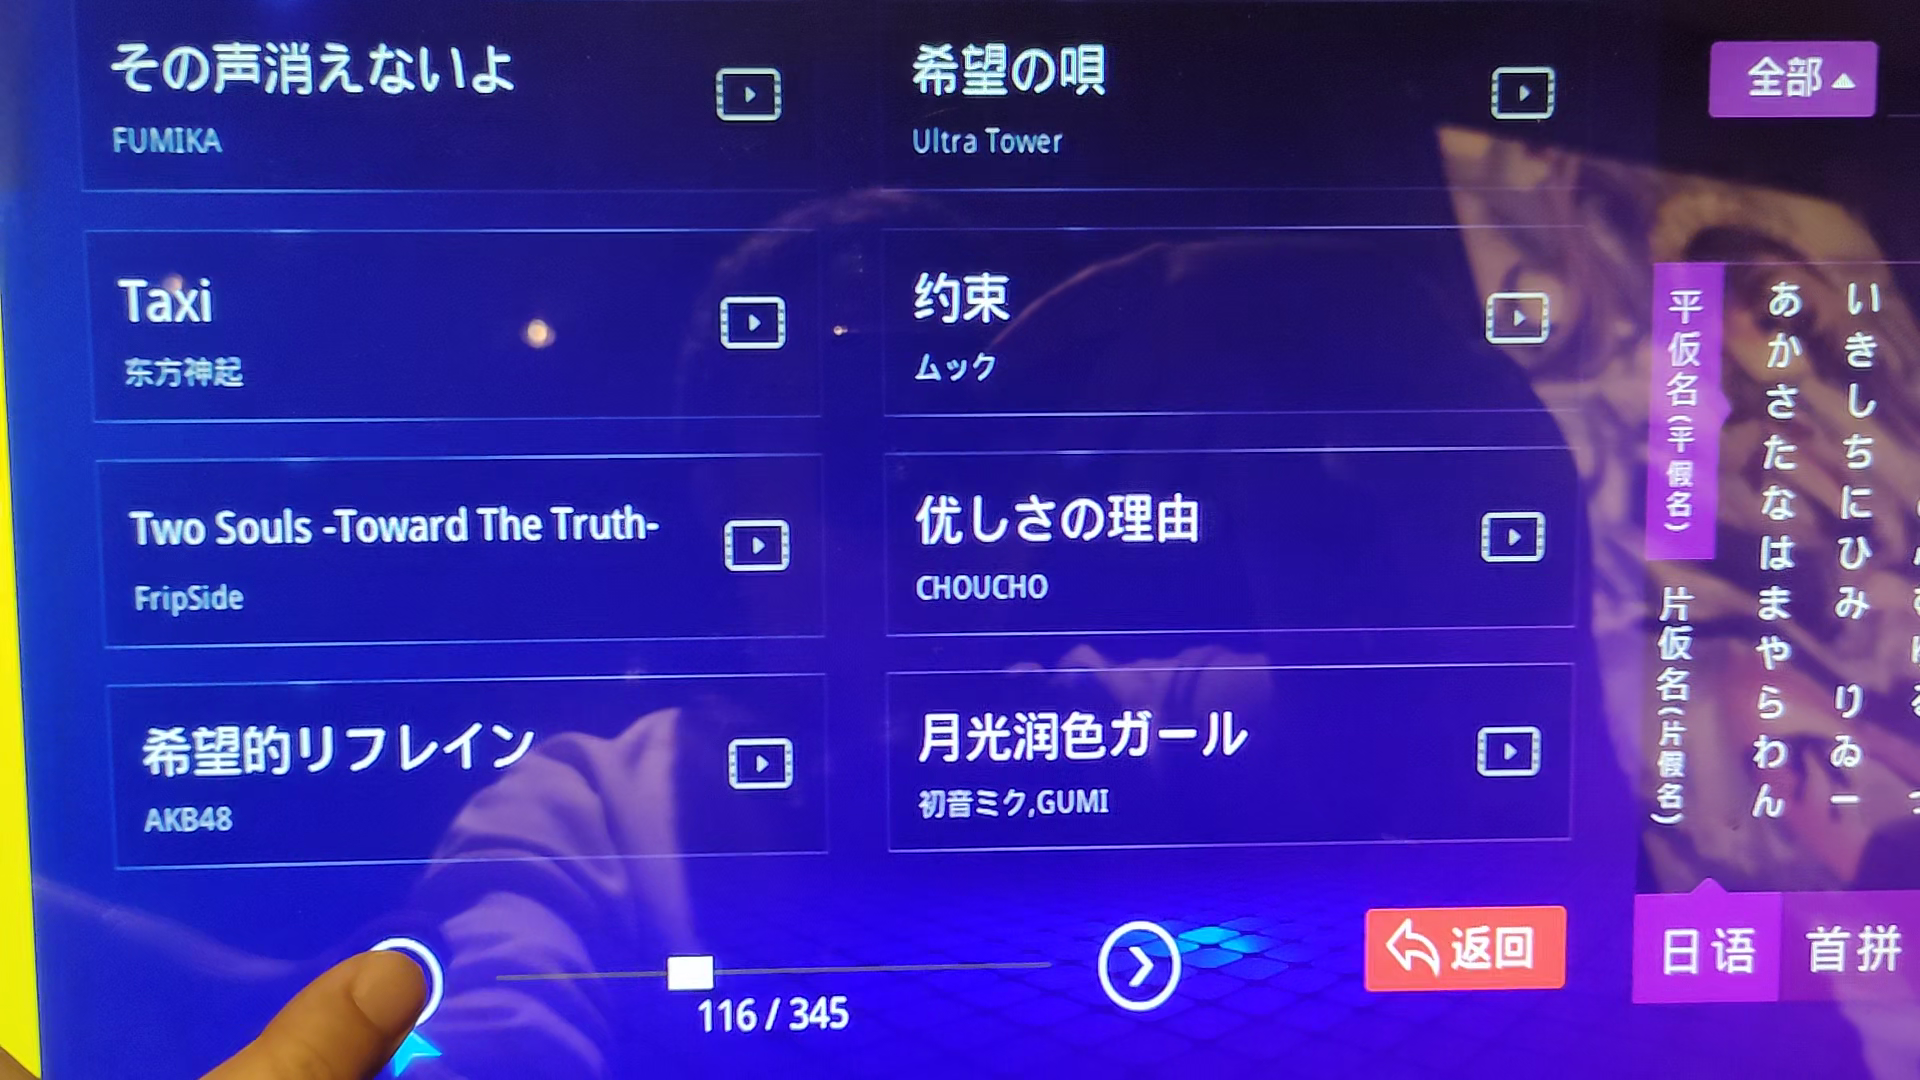 その声消えないよ
FUMIKA
希望の唄
Ultra Tower
Taxi
东方神起
约束
ムック
Two Souls -Toward The Truth-
FripSide
优しさの理由
CHOUCHO
希望的リフレイン
AKB48
月光润色ガール
初音ミク,GUMI
116 / 345
返回
全部
平仮名(平假名)
片仮名(片假名)
あかさたなはまやらわん
いきしちにひみ りゐー
日语
首拼